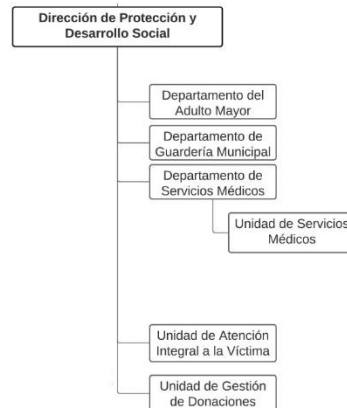 Dirección de Protección y
Desarrollo Social
Departamento del
Adulto Mayor
Departamento de
Guardería Municipal
Departamento de
Servicios Médicos
Unidad de Servicios
Médicos
Unidad de Atención
Integral a la Víctima
Unidad de Gestión
de Donaciones